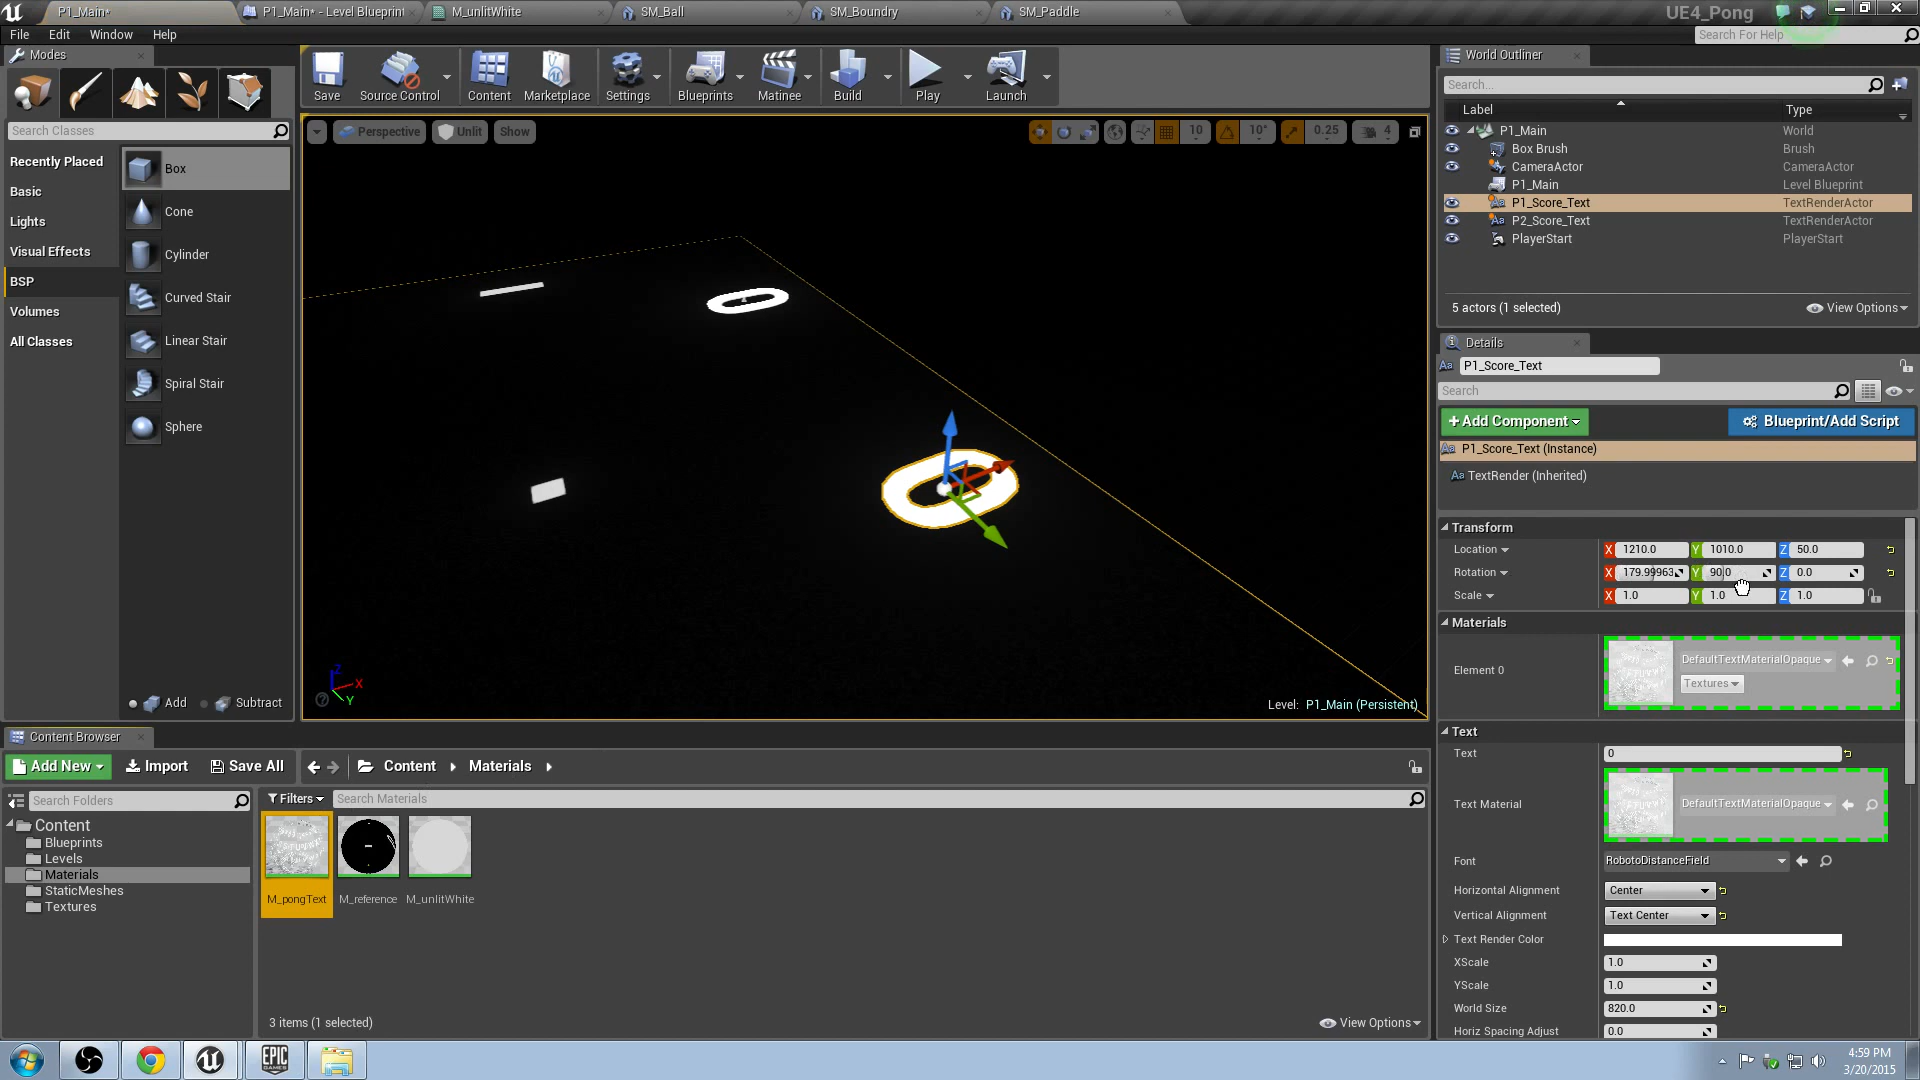 P1_Main*
P1_Main* - Level Blueprint
M_unlitWhite
SM_Ball
SM_Boundry
SM_Paddle
UE4_Pong
File Edit Window Help
Search For Help
Modes
Search Classes
Recently Placed
Basic
Lights
Visual Effects
BSP
Volumes
All Classes
Box
Cone
Cylinder
Curved Stair
Linear Stair
Spiral Stair
Sphere
Add
Subtract
Save
Source Control
Content
Marketplace
Settings
Blueprints
Matinee
Build
Play
Launch
Perspective
Unlit
Show
10
10°
0.25
4
0
0
Z
X
Y
Level: P1_Main (Persistent)
World Outliner
Search...
Label Type
P1_Main World
Box Brush Brush
CameraActor CameraActor
P1_Main Level Blueprint
P1_Score_Text TextRenderActor
P2_Score_Text TextRenderActor
PlayerStart PlayerStart
5 actors (1 selected)
View Options
Details
P1_Score_Text
Search
+Add Component
Blueprint/Add Script
P1_Score_Text (Instance)
TextRender (Inherited)
Transform
Location X 1210.0 Y 1010.0 Z 50.0
Rotation X 179.99963 Y 90.0 Z 0.0
Scale X 1.0 Y 1.0 Z 1.0
Materials
Element 0
DefaultTextMaterialOpaque
Textures
Text
Text 0
Text Material
DefaultTextMaterialOpaque
Font RobotoDistanceField
Horizontal Alignment Center
Vertical Alignment Text Center
Text Render Color
XScale 1.0
YScale 1.0
World Size 820.0
Horiz Spacing Adjust 0.0
Content Browser
Add New
Import
Save All
Content
Materials
Search Folders
Filters
Search Materials
Content
Blueprints
Levels
Materials
StaticMeshes
Textures
M_pongText
M_reference
M_unlitWhite
3 items (1 selected)
View Options
EPIC
GAMES
4:59 PM
3/20/2015